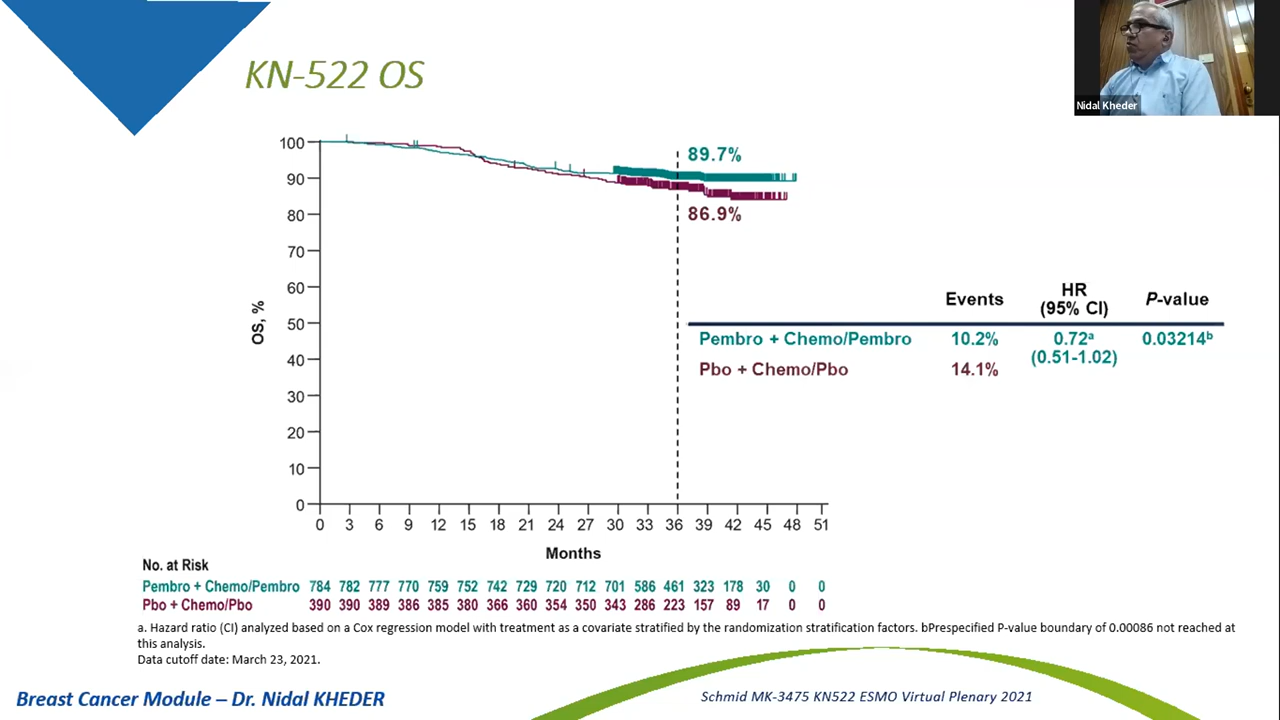 Nidal Kheder
KN-522 OS
100
90
80
70
60
50
40
30
20
10
0
OS, %
89.7%
86.9%
0 3 6 9 12 15 18 21 24 27 30 33 36 39 42 45 48 51
Months
Events HR (95% CI) P-value
Pembro + Chemo/Pembro 10.2% 0.72ᵃ 0.03214ᵇ
(0.51-1.02)
Pbo + Chemo/Pbo 14.1%
No. at Risk
Pembro + Chemo/Pembro 784 782 777 770 759 752 742 729 720 712 701 586 461 323 178 30 0 0
Pbo + Chemo/Pbo 390 390 389 386 385 380 366 360 354 350 343 286 223 157 89 17 0 0
a. Hazard ratio (CI) analyzed based on a Cox regression model with treatment as a covariate stratified by the randomization stratification factors. bPrespecified P-value boundary of 0.00086 not reached at
this analysis.
Data cutoff date: March 23, 2021.
Breast Cancer Module – Dr. Nidal KHEDER
Schmid MK-3475 KN522 ESMO Virtual Plenary 2021